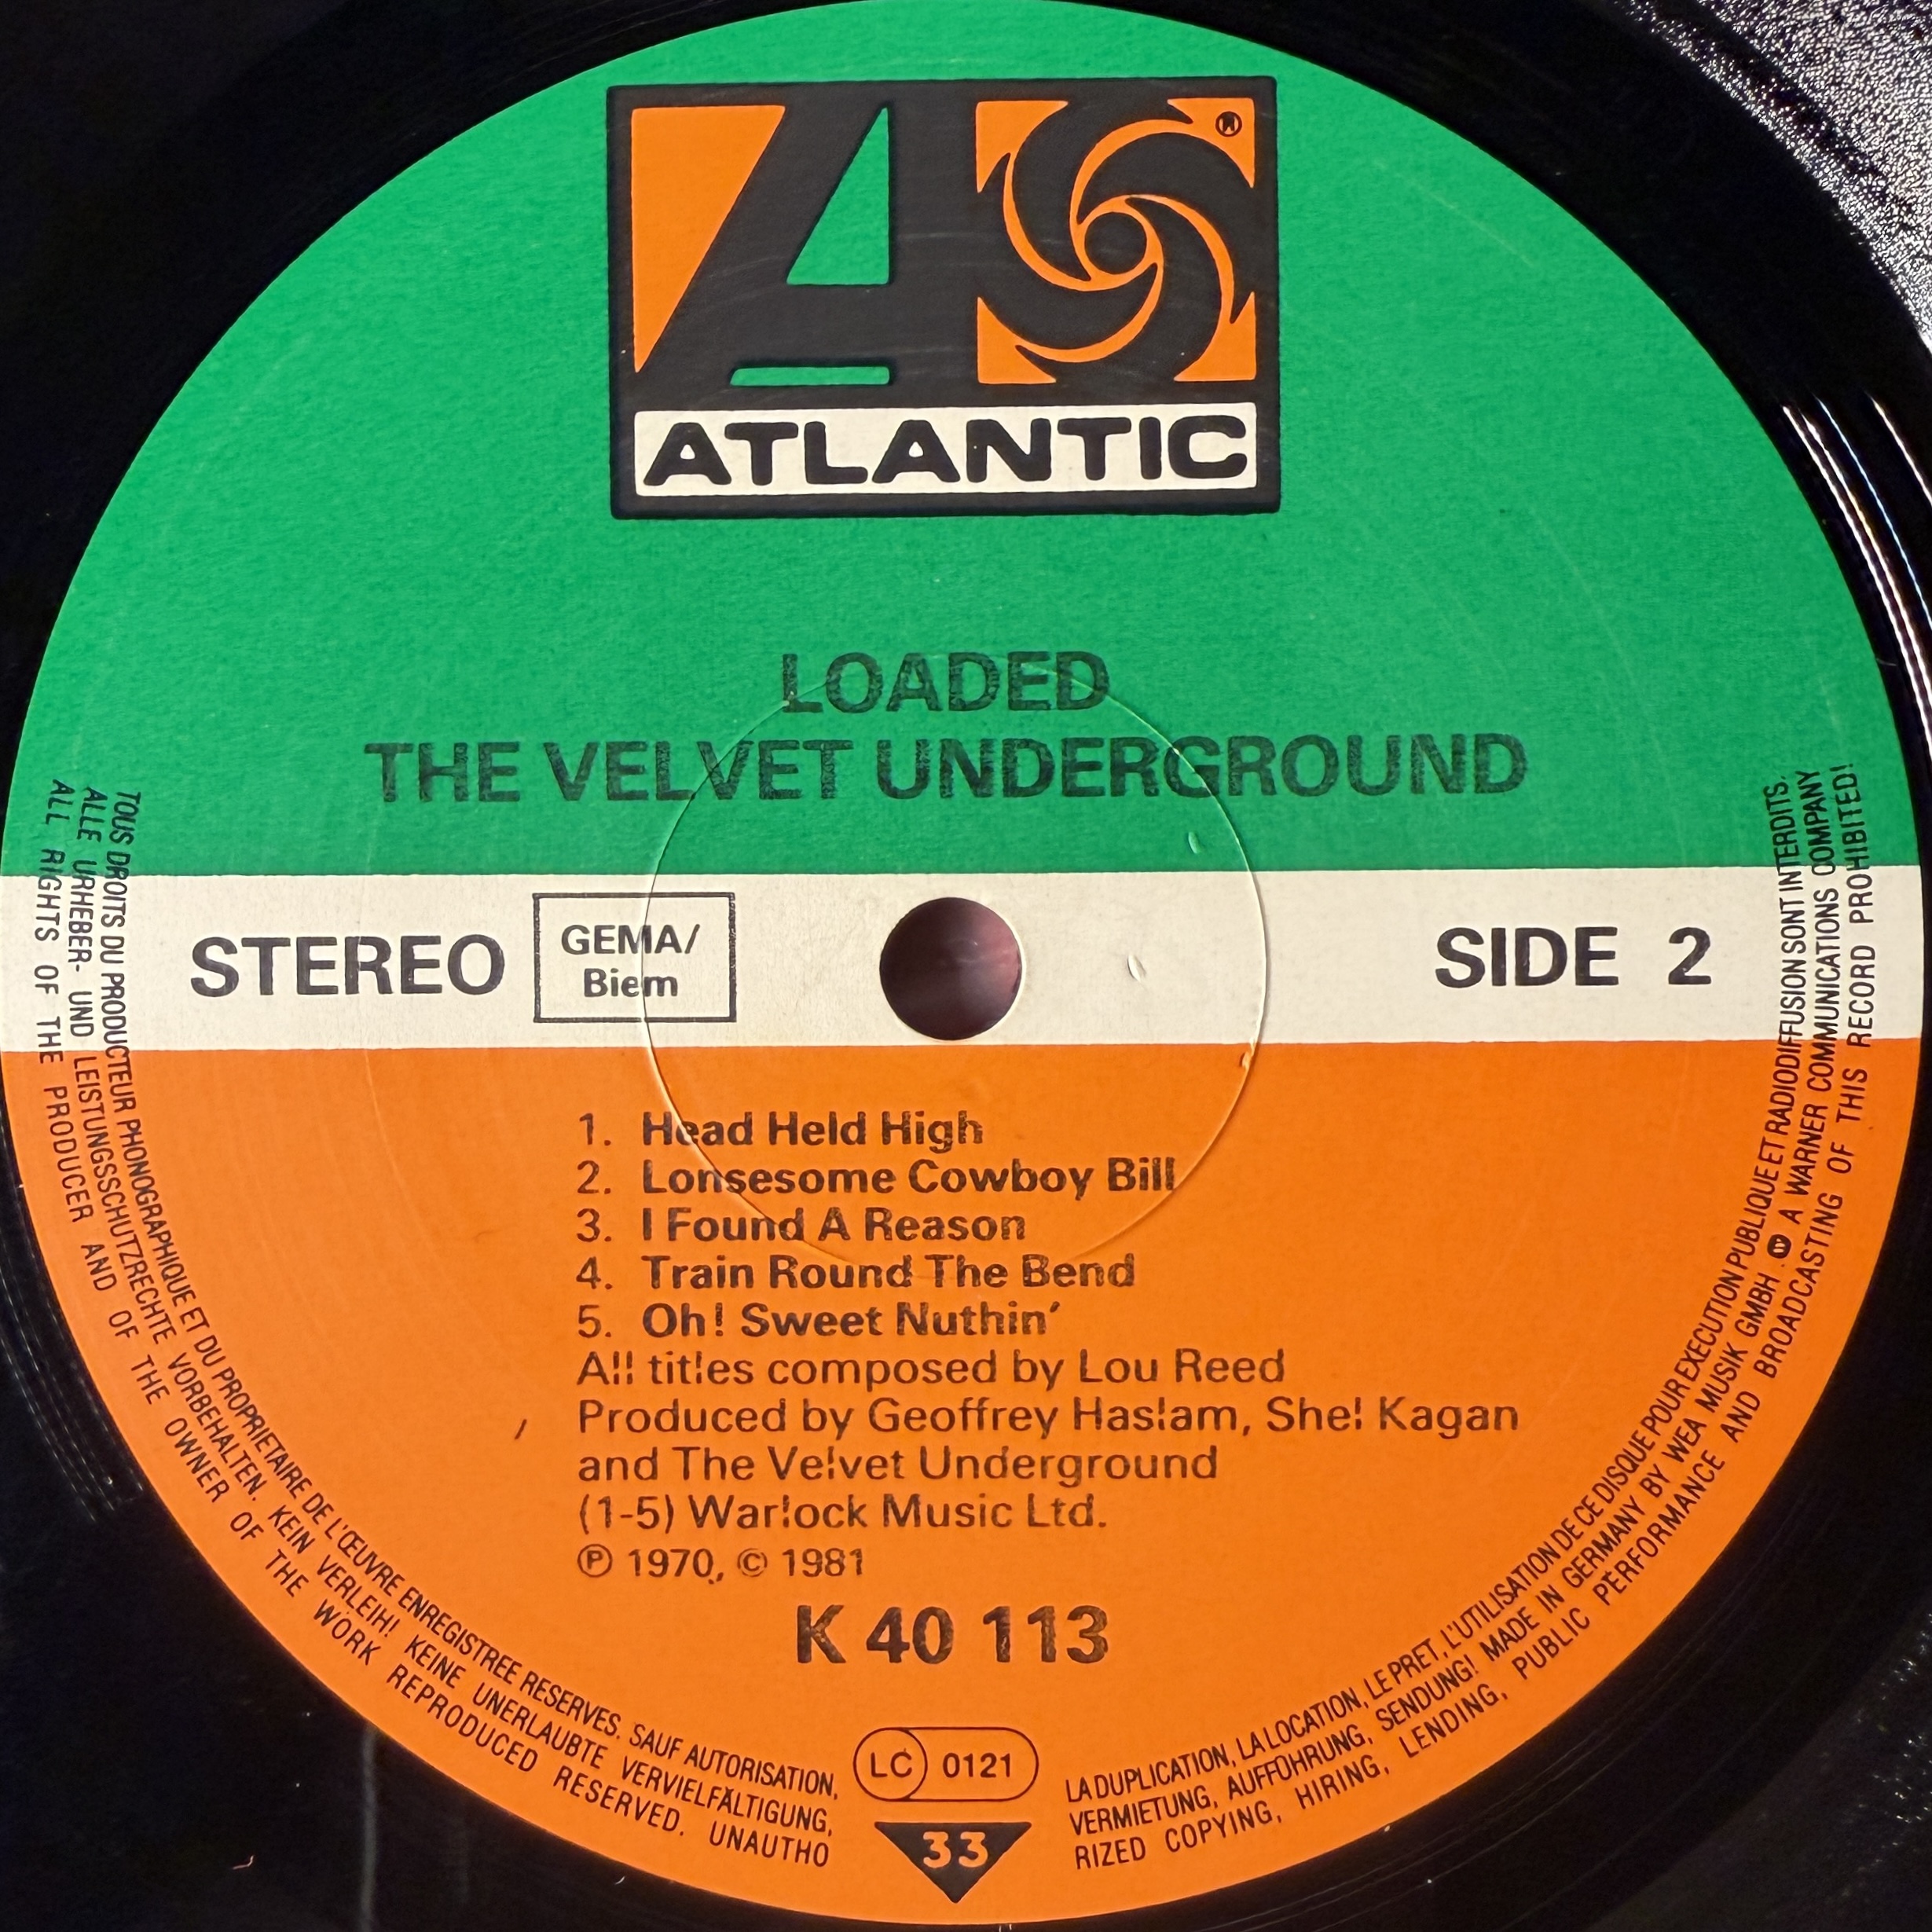 ATLANTIC
LOADED
THE VELVET UNDERGROUND
STEREO
GEMA/
Biem
SIDE 2
1. Head Held High
2. Lonsesome Cowboy Bill
3. I Found A Reason
4. Train Round The Bend
5. Oh! Sweet Nuthin’
All titles composed by Lou Reed
Produced by Geoffrey Haslam, Shel Kagan
and The Velvet Underground
(1-5) Warlock Music Ltd.
℗ 1970, © 1981
K 40 113
LC 0121
33
TOUS DROITS DU PRODUCTEUR PHONOGRAPHIQUE ET DU PROPRIETAIRE DE L'ŒUVRE ENREGISTREE RESERVES. SAUF AUTORISATION, LA DUPLICATION, LA LOCATION, LE PRET, L'UTILISATION DE CE DISQUE POUR EXECUTION PUBLIQUE ET RADIODIFFUSION SONT INTERDITS.
ALLE URHEBER- UND LEISTUNGSSCHUTZRECHTE VORBEHALTEN. KEIN VERLEIH! KEINE UNERLAUBTE VERVIELFÄLTIGUNG, VERMIETUNG, AUFFÜHRUNG, SENDUNG! MADE IN GERMANY BY WEA MUSIK GMBH. A WARNER COMMUNICATIONS COMPANY
ALL RIGHTS OF THE PRODUCER AND OF THE OWNER OF THE WORK REPRODUCED RESERVED. UNAUTHORIZED COPYING, HIRING, LENDING, PUBLIC PERFORMANCE AND BROADCASTING OF THIS RECORD PROHIBITED!